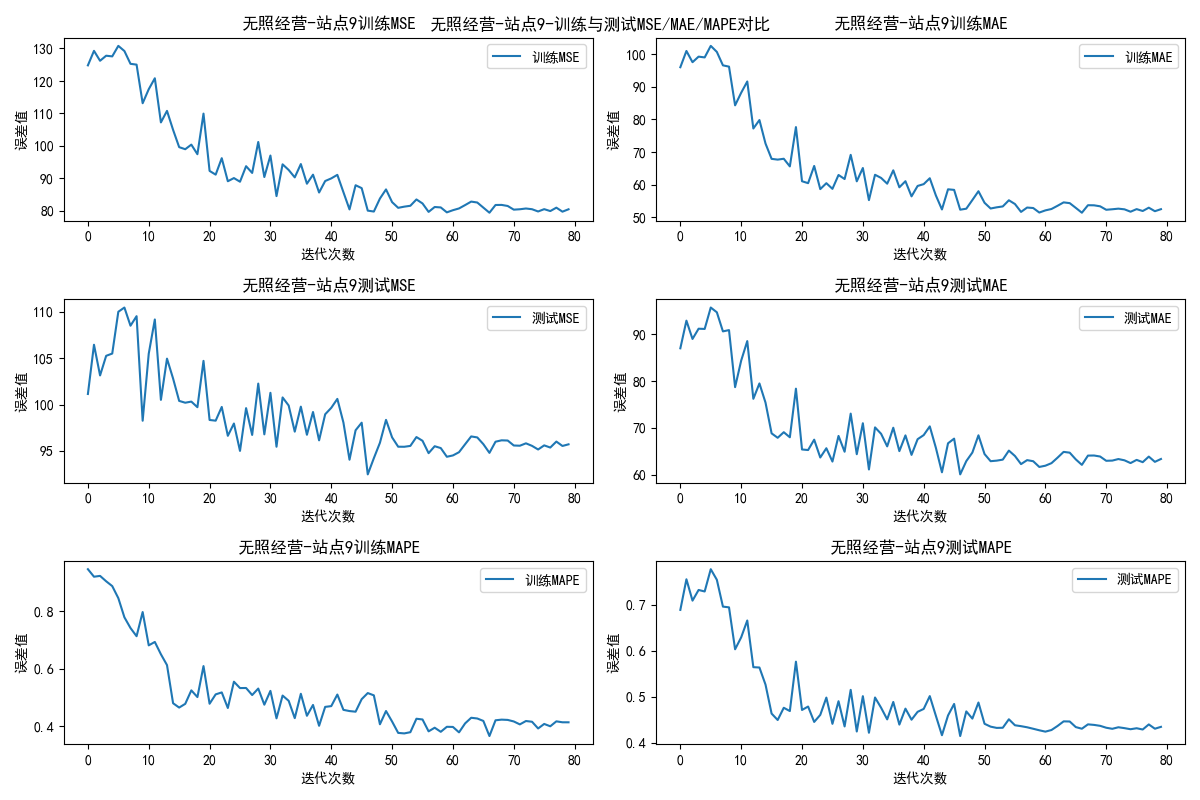 无照经营-站点9-训练与测试MSE/MAE/MAPE对比
无照经营-站点9训练MSE
训练MSE
误差值
130
120
110
100
90
80
0 10 20 30 40 50 60 70 80
迭代次数
无照经营-站点9训练MAE
训练MAE
误差值
100
90
80
70
60
50
0 10 20 30 40 50 60 70 80
迭代次数
无照经营-站点9测试MSE
测试MSE
误差值
110
105
100
95
0 10 20 30 40 50 60 70 80
迭代次数
无照经营-站点9测试MAE
测试MAE
误差值
90
80
70
60
0 10 20 30 40 50 60 70 80
迭代次数
无照经营-站点9训练MAPE
训练MAPE
误差值
0.8
0.6
0.4
0 10 20 30 40 50 60 70 80
迭代次数
无照经营-站点9测试MAPE
测试MAPE
误差值
0.7
0.6
0.5
0.4
0 10 20 30 40 50 60 70 80
迭代次数